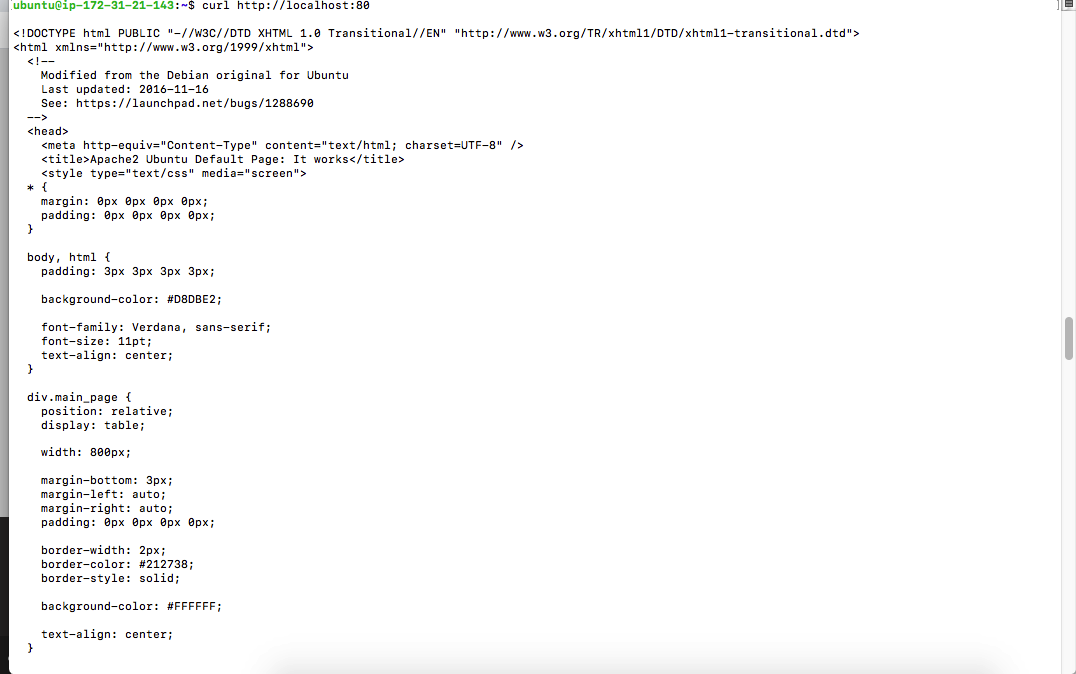 ubuntu@ip-172-31-21-143:~$ curl http://localhost:80
<!DOCTYPE html PUBLIC "-//W3C//DTD XHTML 1.0 Transitional//EN" "http://www.w3.org/TR/xhtml1/DTD/xhtml1-transitional.dtd">
<html xmlns="http://www.w3.org/1999/xhtml">
<!--
Modified from the Debian original for Ubuntu
Last updated: 2016-11-16
See: https://launchpad.net/bugs/1288690
-->
<head>
<meta http-equiv="Content-Type" content="text/html; charset=UTF-8" />
<title>Apache2 Ubuntu Default Page: It works</title>
<style type="text/css" media="screen">
* {
margin: 0px 0px 0px 0px;
padding: 0px 0px 0px 0px;
}
body, html {
padding: 3px 3px 3px 3px;
background-color: #D8DBE2;
font-family: Verdana, sans-serif;
font-size: 11pt;
text-align: center;
}
div.main_page {
position: relative;
display: table;
width: 800px;
margin-bottom: 3px;
margin-left: auto;
margin-right: auto;
padding: 0px 0px 0px 0px;
border-width: 2px;
border-color: #212738;
border-style: solid;
background-color: #FFFFFF;
text-align: center;
}